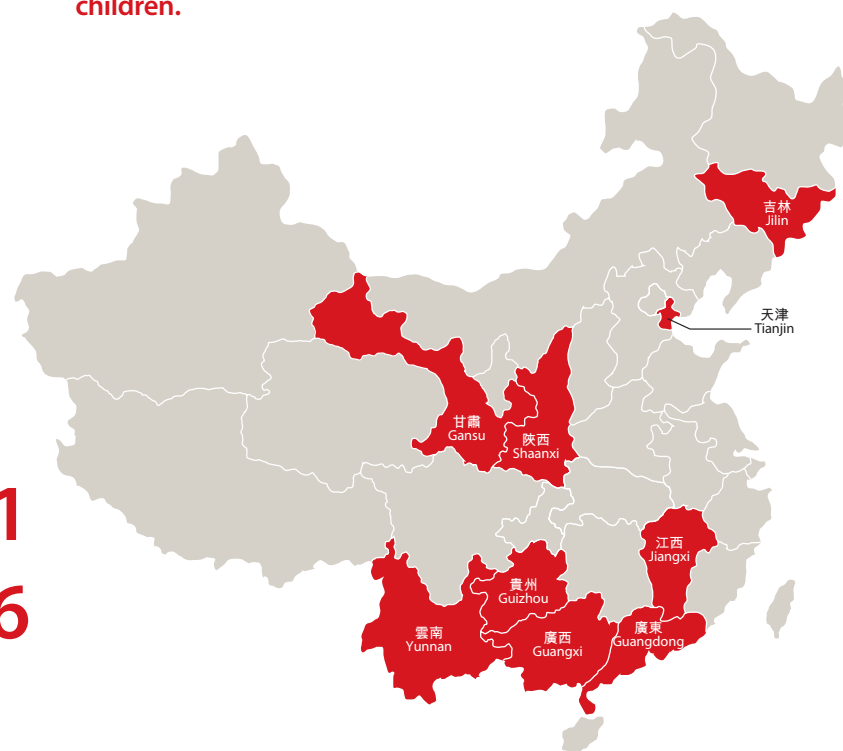 children.
吉林
Jilin
天津
Tianjin
甘肅
Gansu
陝西
Shaanxi
1
江西
Jiangxi
6
貴州
Guizhou
雲南
Yunnan
廣西
Guangxi
廣東
Guangdong